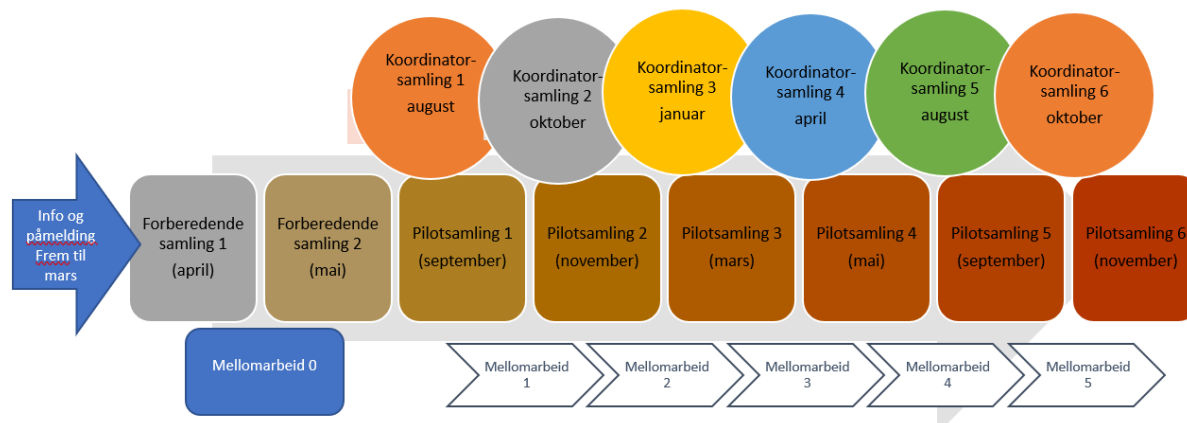 Koordinator-
samling 1
august
Koordinator-
samling 2
oktober
Koordinator-
samling 3
januar
Koordinator-
samling 4
april
Koordinator-
samling 5
august
Koordinator-
samling 6
oktober
Info og
påmelding
Frem til
mars
Forberedende
samling 1
(april)
Forberedende
samling 2
(mai)
Pilotsamling 1
(september)
Pilotsamling 2
(november)
Pilotsamling 3
(mars)
Pilotsamling 4
(mai)
Pilotsamling 5
(september)
Pilotsamling 6
(november)
Mellomarbeid 0
Mellomarbeid
1
Mellomarbeid
2
Mellomarbeid
3
Mellomarbeid
4
Mellomarbeid
5